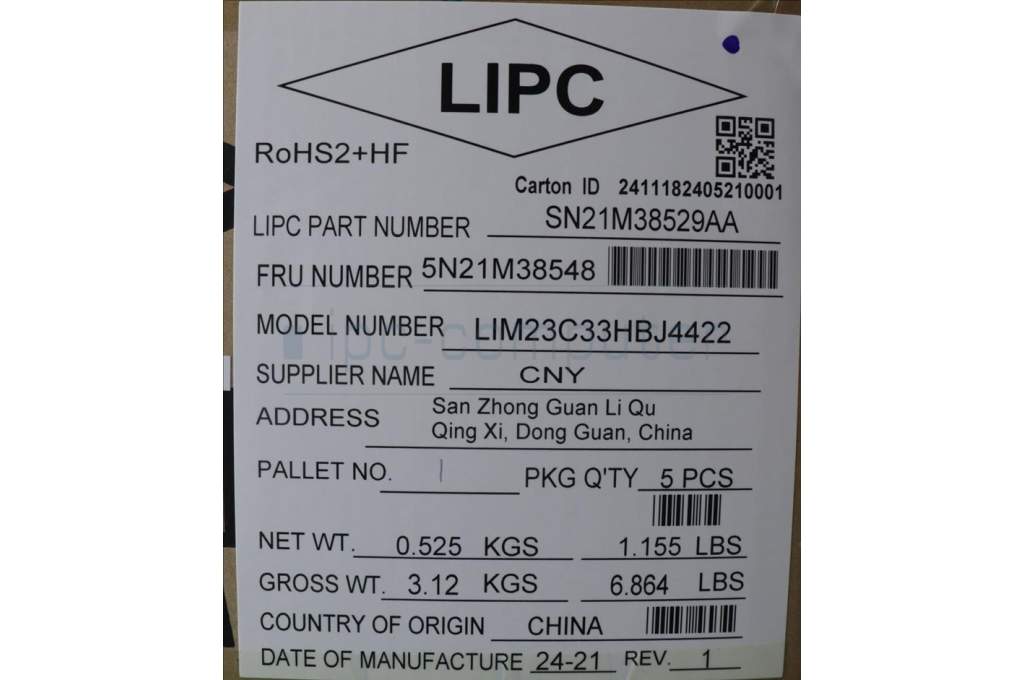 LIPC
RoHS2+HF
Carton ID 2411182405210001
LIPC PART NUMBER SN21M38529AA
FRU NUMBER 5N21M38548
MODEL NUMBER LIM23C33HBJ4422
ipc-computer
SUPPLIER NAME CNY
ADDRESS San Zhong Guan Li Qu
Qing Xi, Dong Guan, China
PALLET NO. 1 PKG Q'TY 5 PCS
NET WT. 0.525 KGS 1.155 LBS
GROSS WT. 3.12 KGS 6.864 LBS
COUNTRY OF ORIGIN CHINA
DATE OF MANUFACTURE 24-21 REV. 1